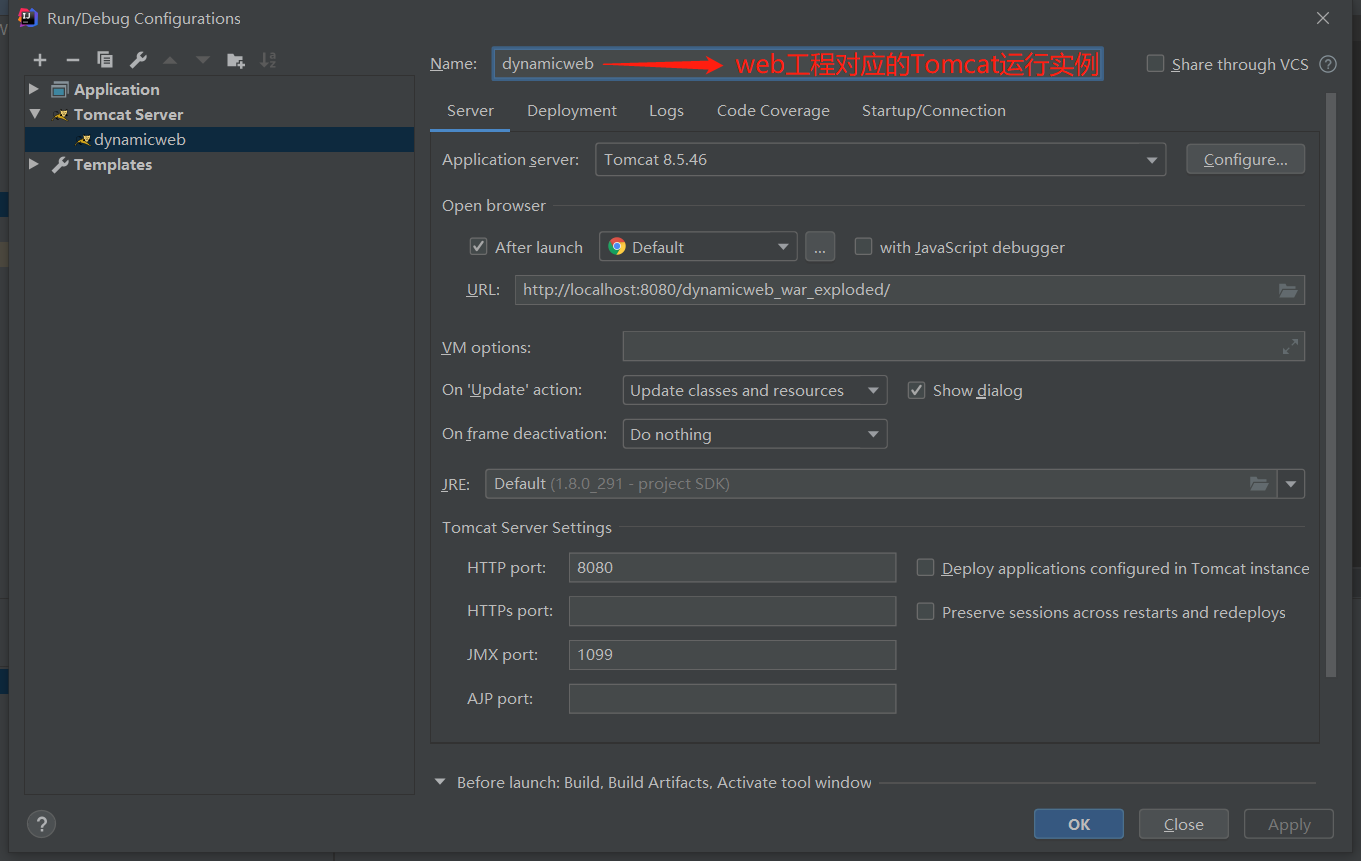 Run/Debug Configurations
Name: dynamicweb web工程对应的Tomcat运行实例 Share through VCS ?
Application
Tomcat Server
dynamicweb
Templates
Server Deployment Logs Code Coverage Startup/Connection
Application server: Tomcat 8.5.46 Configure...
Open browser
After launch Default ... with JavaScript debugger
URL: http://localhost:8080/dynamicweb_war_exploded/
VM options:
On 'Update' action: Update classes and resources Show dialog
On frame deactivation: Do nothing
JRE: Default (1.8.0_291 - project SDK)
Tomcat Server Settings
HTTP port: 8080 Deploy applications configured in Tomcat instance
HTTPs port: Preserve sessions across restarts and redeploys
JMX port: 1099
AJP port:
Before launch: Build, Build Artifacts, Activate tool window
? OK Close Apply